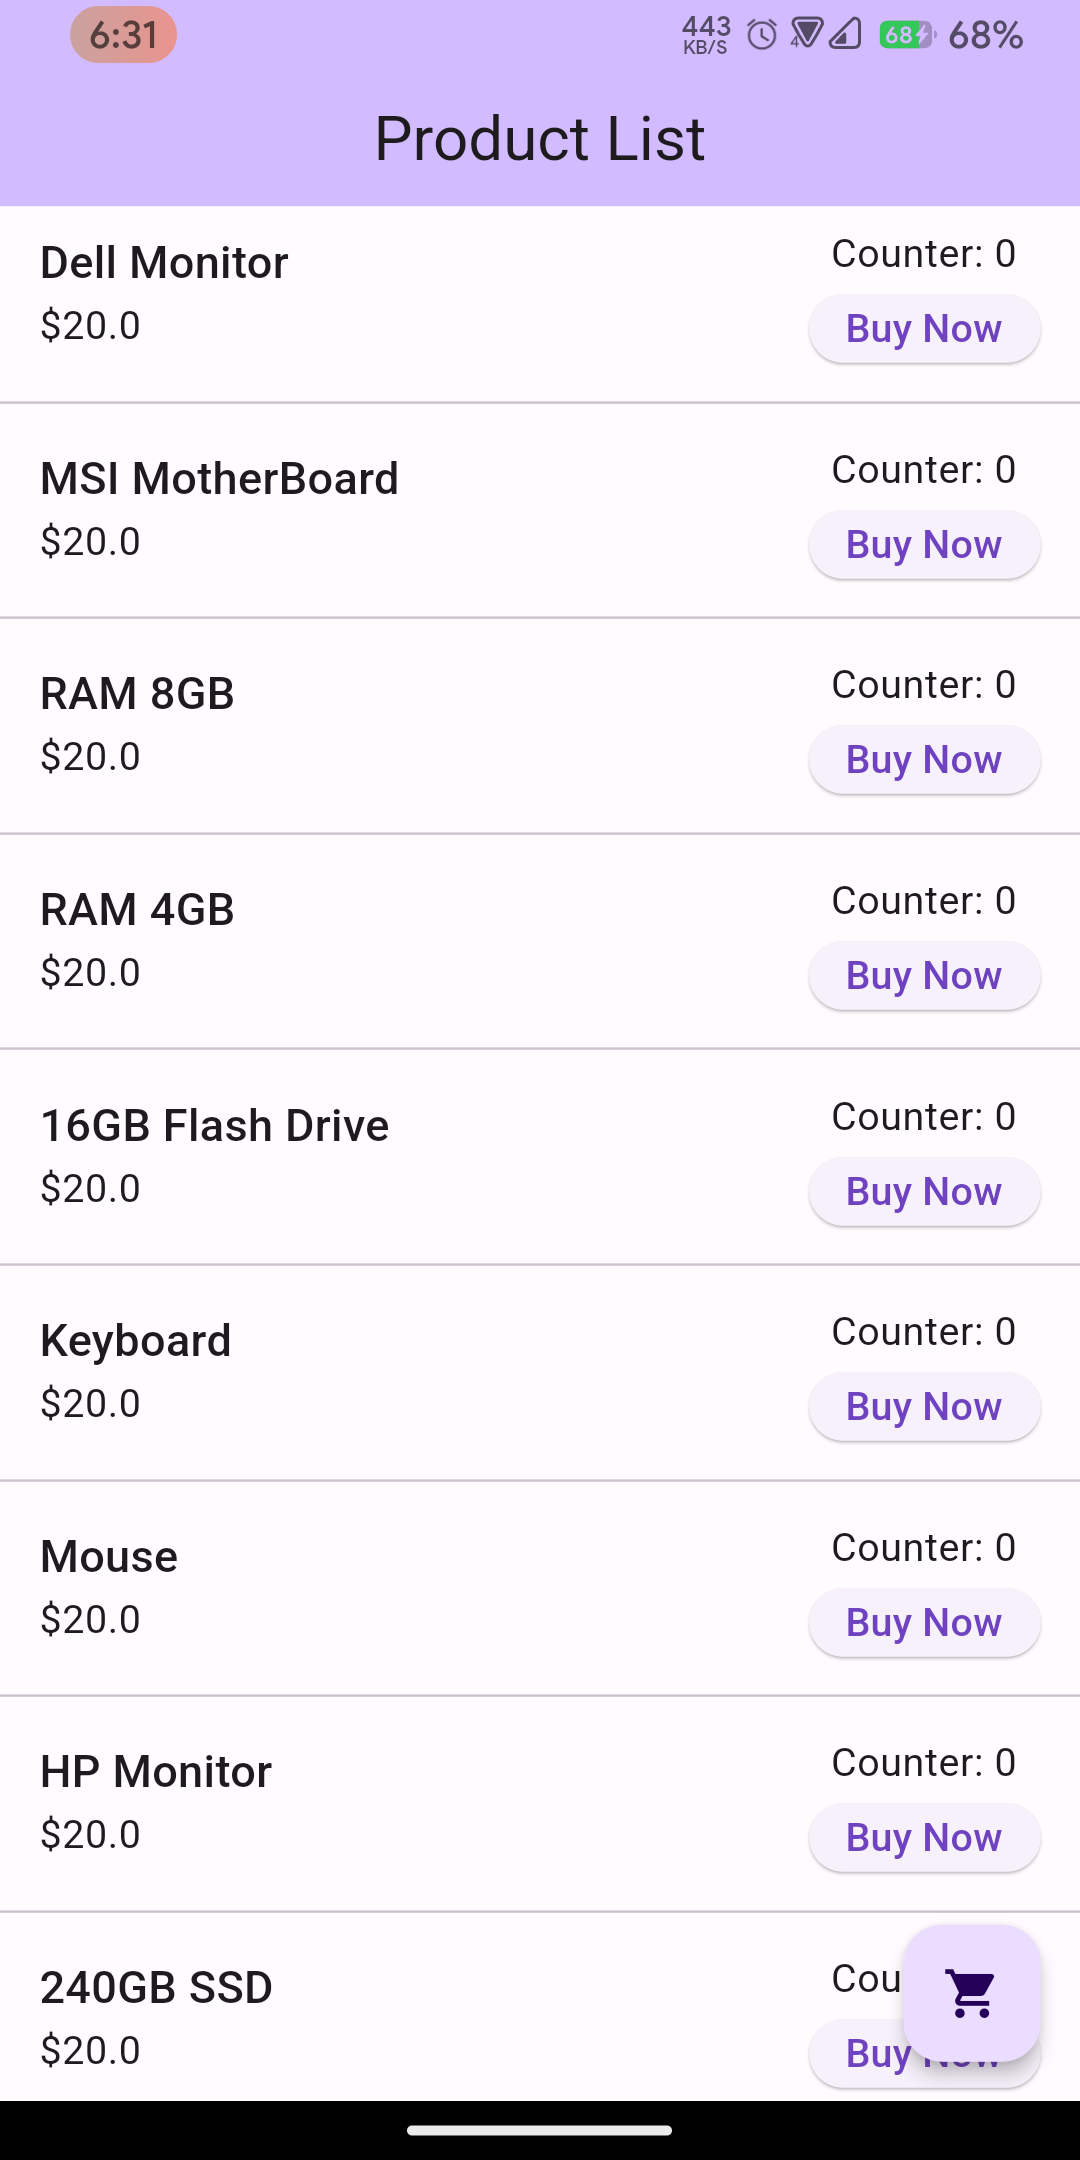 6:31
443
KB/S
4
68
68%
Product List
Dell Monitor
Counter: 0
$20.0
Buy Now
MSI MotherBoard
Counter: 0
$20.0
Buy Now
RAM 8GB
Counter: 0
$20.0
Buy Now
RAM 4GB
Counter: 0
$20.0
Buy Now
16GB Flash Drive
Counter: 0
$20.0
Buy Now
Keyboard
Counter: 0
$20.0
Buy Now
Mouse
Counter: 0
$20.0
Buy Now
HP Monitor
Counter: 0
$20.0
Buy Now
240GB SSD
Cou
$20.0
Buy Now